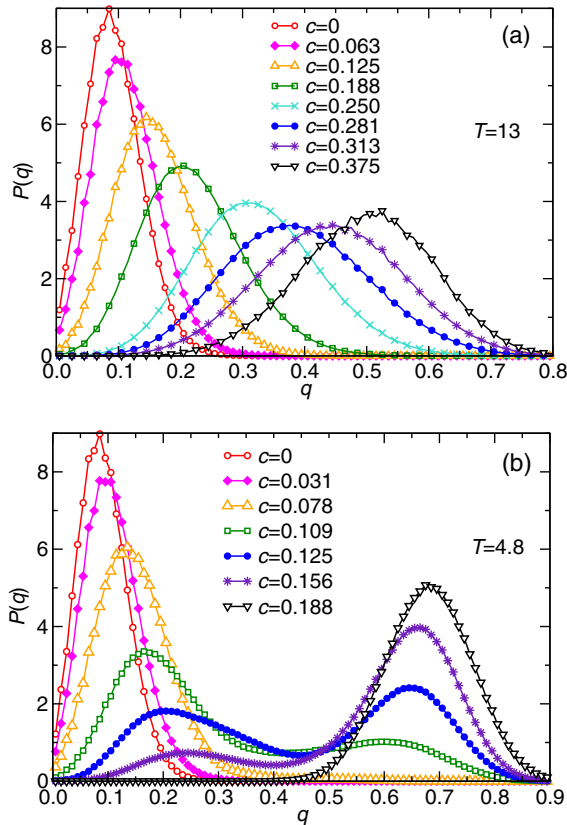 (a)
c=0
c=0.063
c=0.125
c=0.188
c=0.250
c=0.281
c=0.313
c=0.375
T=13
P(q)
8
6
4
2
0
0.0 0.1 0.2 0.3 0.4 0.5 0.6 0.7 0.8
q
(b)
c=0
c=0.031
c=0.078
c=0.109
c=0.125
c=0.156
c=0.188
T=4.8
P(q)
8
6
4
2
0
0.0 0.1 0.2 0.3 0.4 0.5 0.6 0.7 0.8 0.9
q